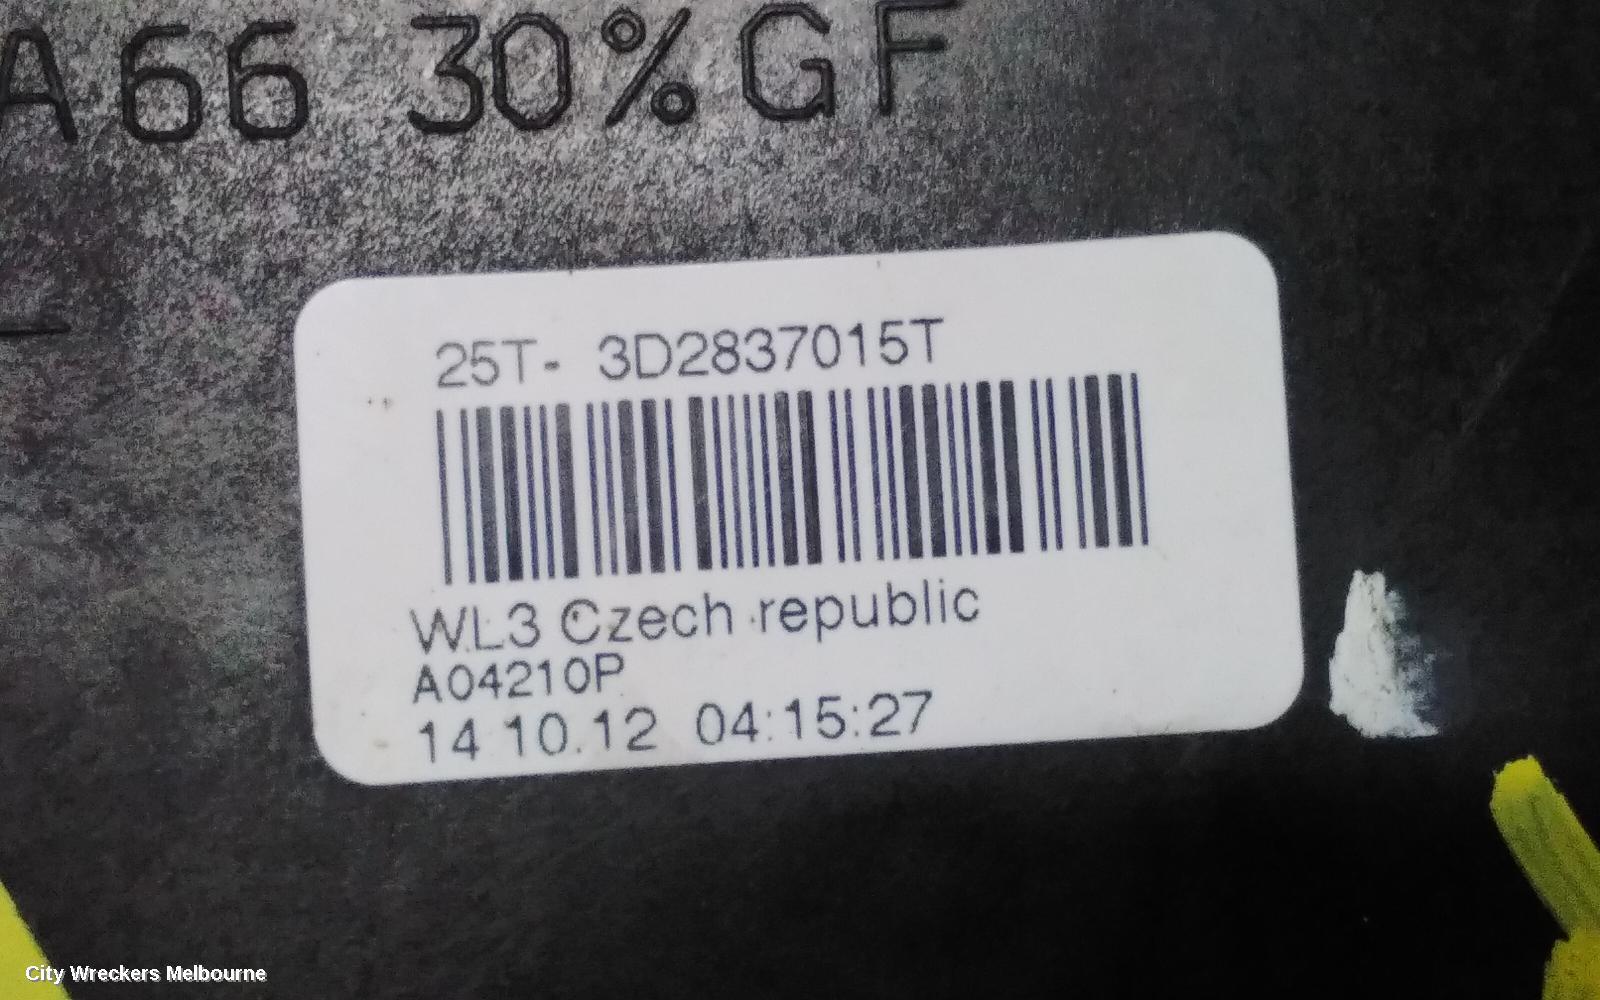 A66 30%GF
25T- 3D2837015T
WL3 Czech republic
A04210P
14 10.12 04:15:27
City Wreckers Melbourne